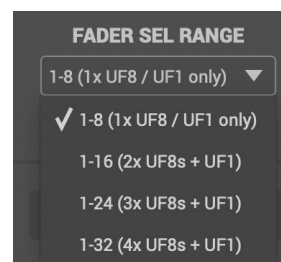 FADER SEL RANGE
1-8 (1x UF8 / UF1 only)
1-8 (1x UF8 / UF1 only)
1-16 (2x UF8s + UF1)
1-24 (3x UF8s + UF1)
1-32 (4x UF8s + UF1)